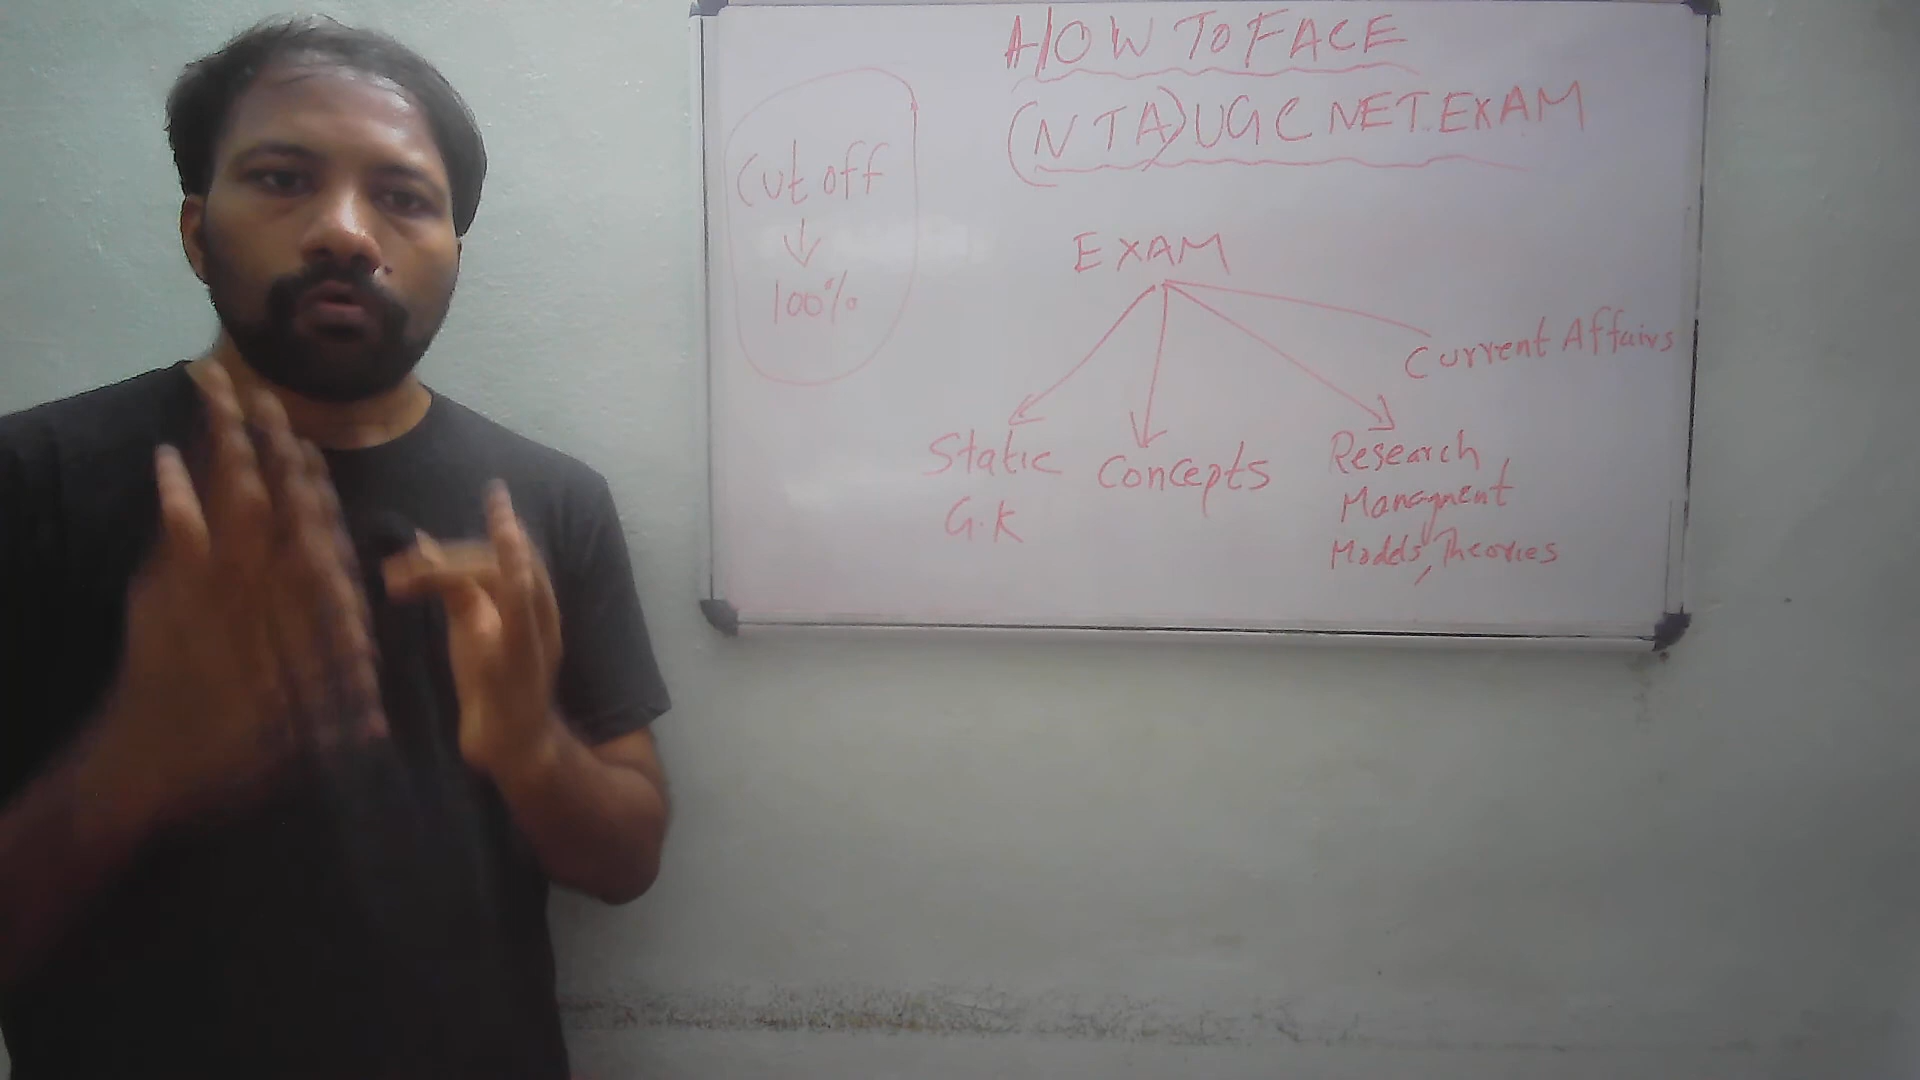 HOW TO FACE
(NTA) UGC NET EXAM
Cut off
100%
EXAM
Current Affairs
Static
G.K
Concepts
Research,
Managment
Models, Theories